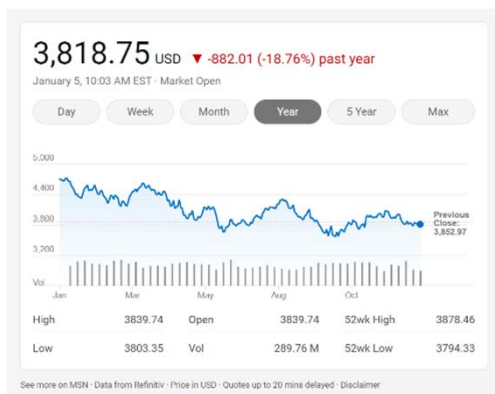 3,818.75 USD ▼ -882.01 (-18.76%) past year
January 5, 10:03 AM EST · Market Open
Day Week Month Year 5 Year Max
5,000
4,400
3,800
3,200
Previous
Close:
3,852.97
Vol
Jan Mar May Aug Oct
High 3839.74 Open 3839.74 52wk High 3878.46
Low 3803.35 Vol 289.76 M 52wk Low 3794.33
See more on MSN · Data from Refinitiv · Price in USD · Quotes up to 20 mins delayed · Disclaimer